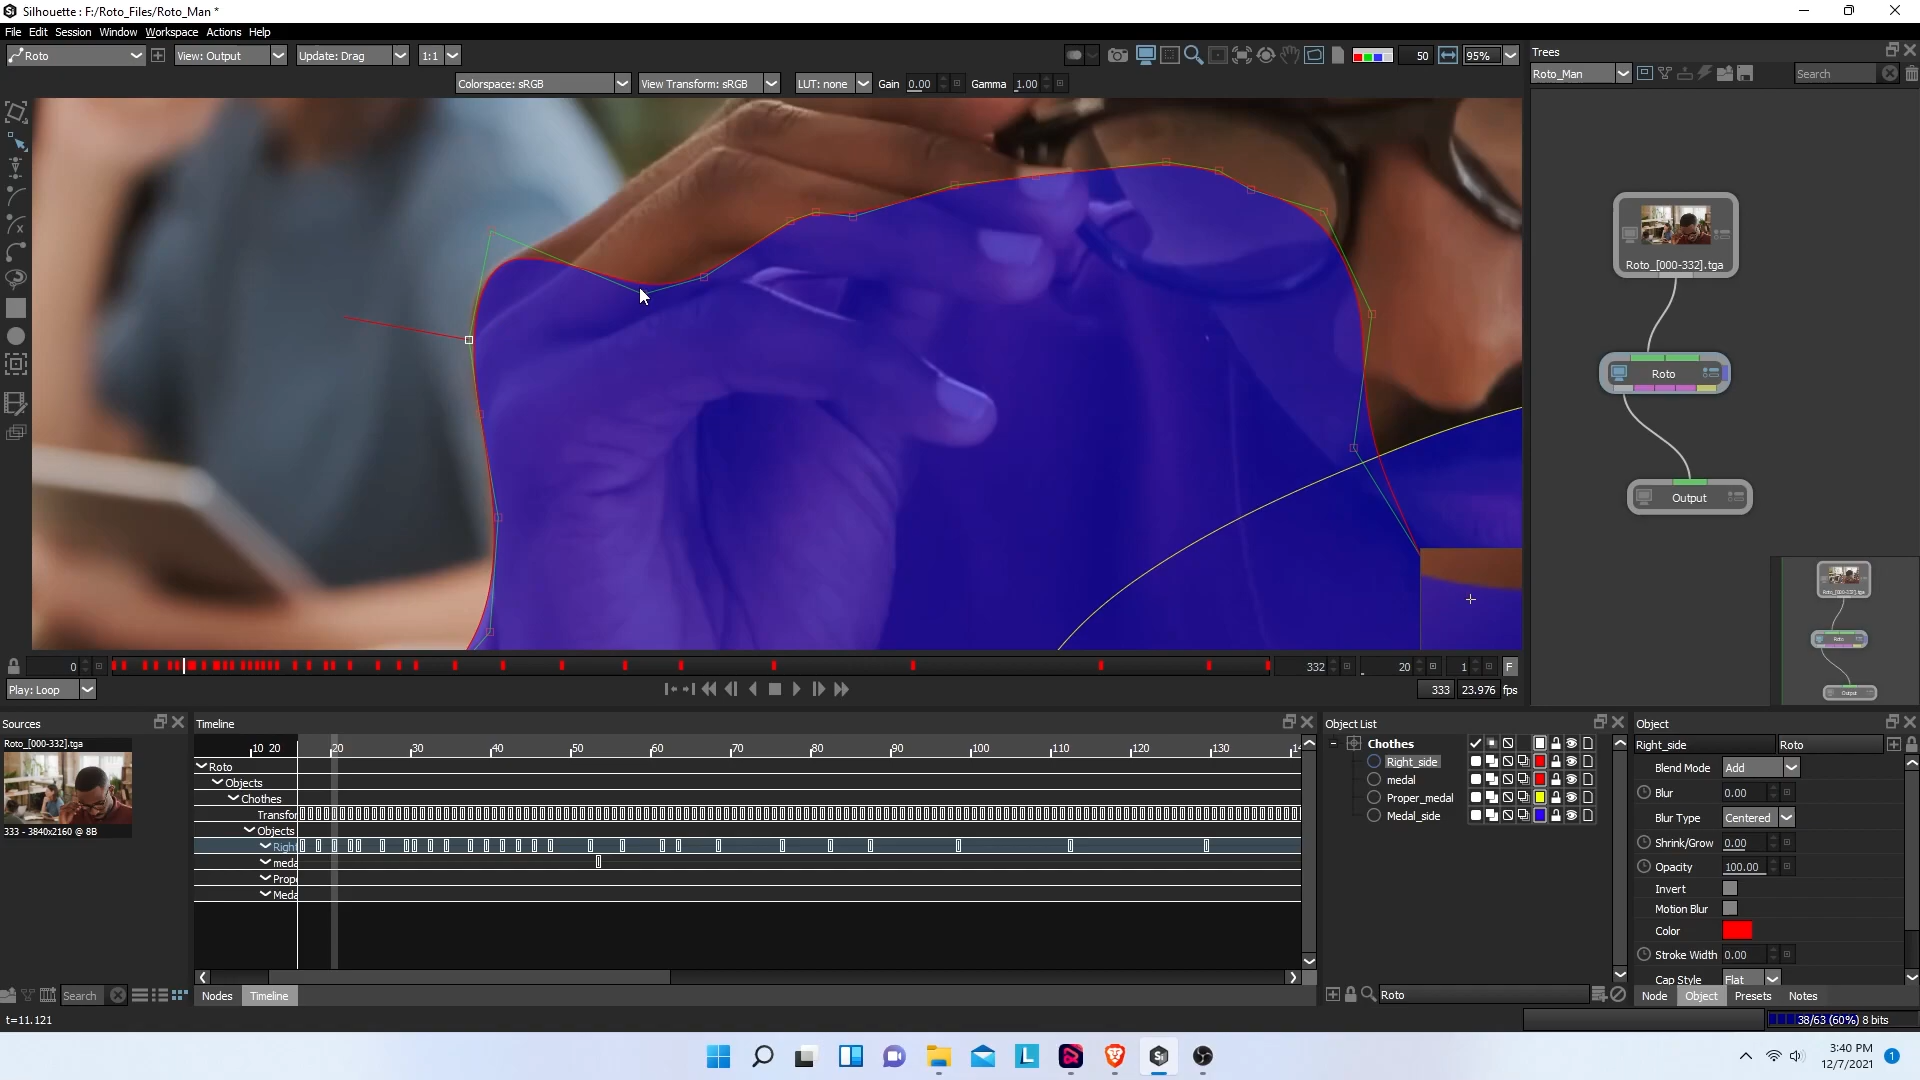 Silhouette : F:/Roto_Files/Roto_Man *
File Edit Session Window Workspace Actions Help
Roto View: Output Update: Drag 1:1 50 95%
Colorspace: sRGB View Transform: sRGB LUT: none Gain 0.00 Gamma 1.00
Trees
Roto_Man Search
Roto_[000-332].tga
Roto
Output
0 332 20 1 F
Play: Loop 333 23.976 fps
Sources
Roto_[000-332].tga
333 - 3840x2160 @ 8B
Search
Timeline
10 20 20 30 40 50 60 70 80 90 100 110 120 130 14
Roto
Objects
Clothes
Transfor
Objects
Right
meda
Prop
Meda
Nodes Timeline
Object List
Clothes
Right_side
medal
Proper_medal
Medal_side
Roto
Object
Right_side Roto
Blend Mode Add
Blur 0.00
Blur Type Centered
Shrink/Grow 0.00
Opacity 100.00
Invert
Motion Blur
Color
Stroke Width 0.00
Cap Style Flat
Node Object Presets Notes
t=11.121
38/63 (60%) 8 bits
3:40 PM
12/7/2021
1